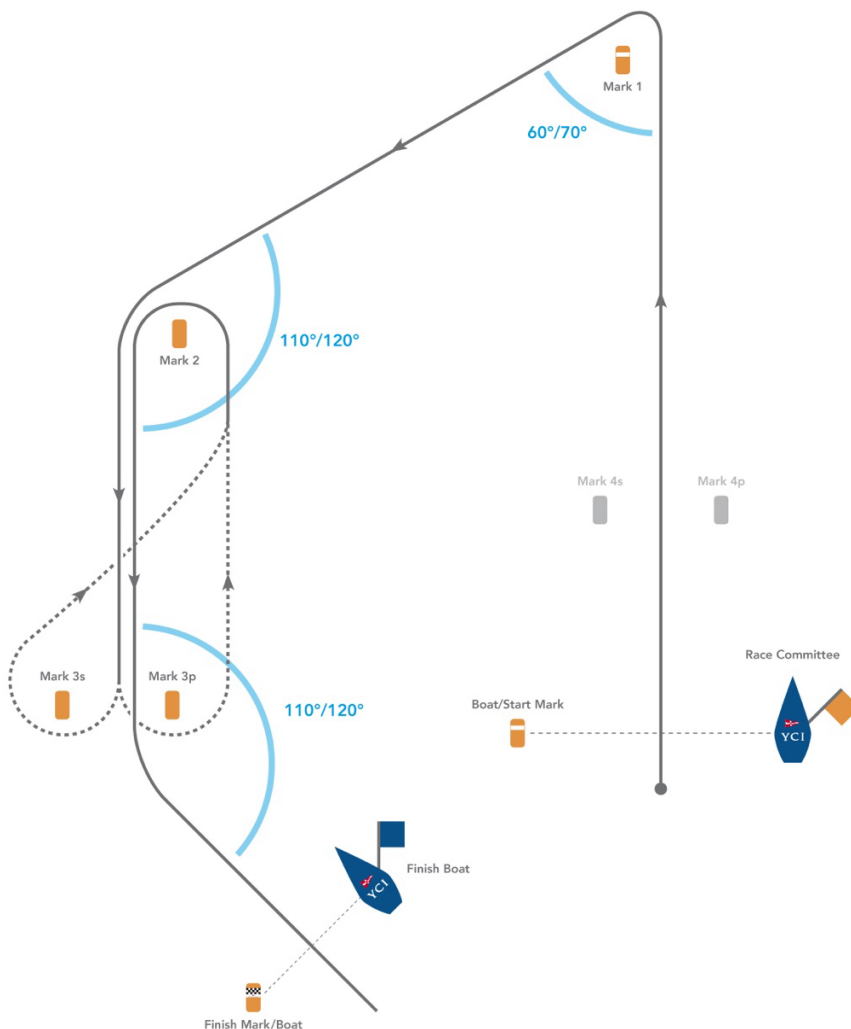 Mark 1
60°/70°
110°/120°
Mark 2
Mark 4s
Mark 4p
Mark 3s
Mark 3p
Race Committee
110°/120°
Boat/Start Mark
YCI
Finish Boat
YCI
Finish Mark/Boat